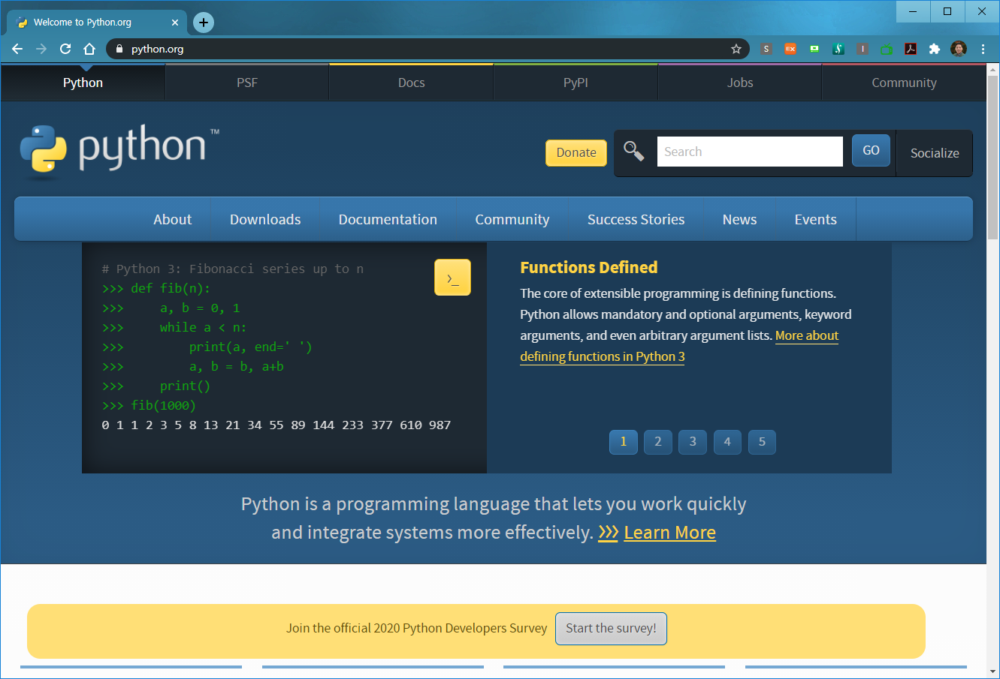 Welcome to Python.org
python.org
S EX I
Python PSF Docs PyPI Jobs Community
python™
Donate Search GO Socialize
About Downloads Documentation Community Success Stories News Events
# Python 3: Fibonacci series up to n
>>> def fib(n):
>>>     a, b = 0, 1
>>>     while a < n:
>>>         print(a, end=' ')
>>>         a, b = b, a+b
>>>     print()
>>> fib(1000)
0 1 1 2 3 5 8 13 21 34 55 89 144 233 377 610 987
>_
Functions Defined
The core of extensible programming is defining functions.
Python allows mandatory and optional arguments, keyword
arguments, and even arbitrary argument lists. More about
defining functions in Python 3
1 2 3 4 5
Python is a programming language that lets you work quickly
and integrate systems more effectively. >>> Learn More
Join the official 2020 Python Developers Survey Start the survey!